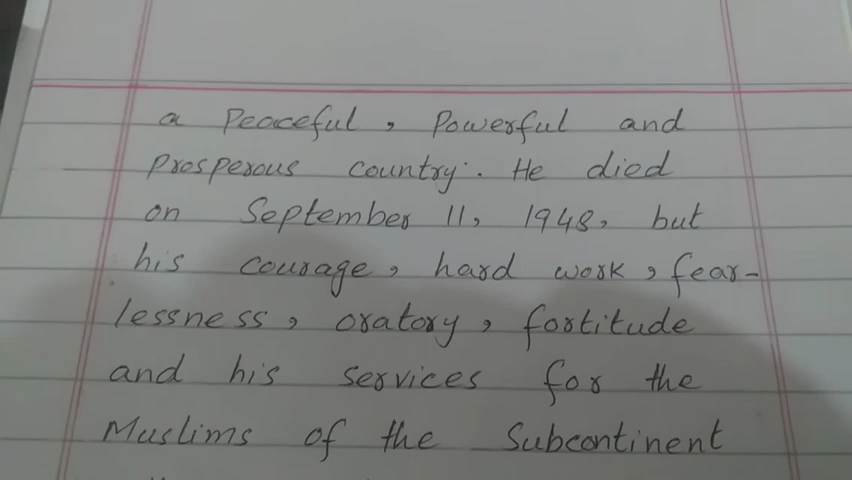 a Peaceful, Powerful and
Prosperous country. He died
on September 11, 1948, but
his courage, hard work, fear-
lessness, oratory, fortitude
and his services for the
Muslims of the Subcontinent